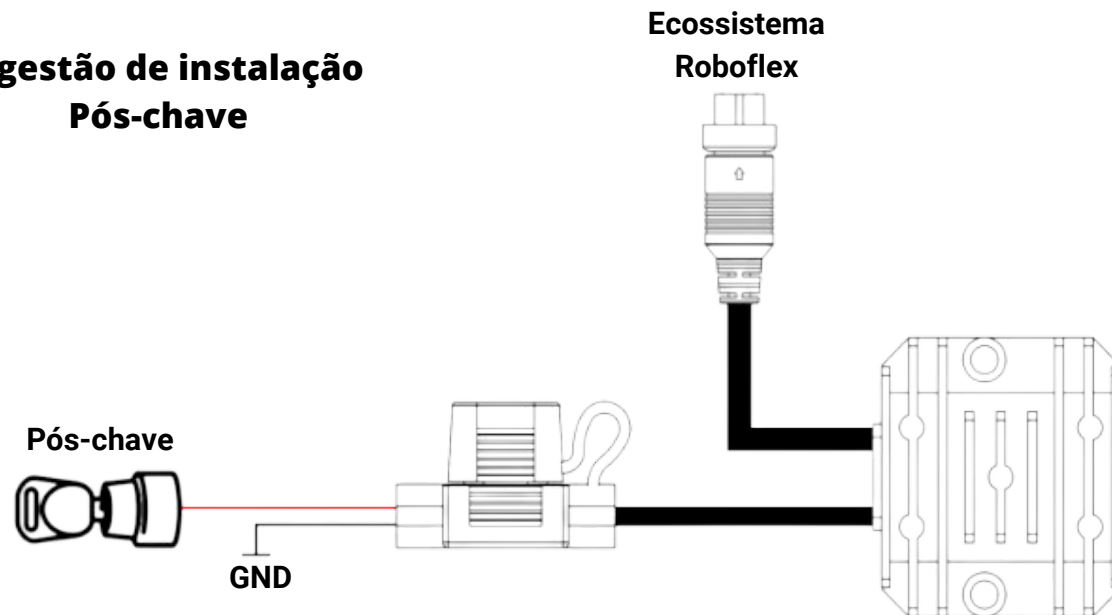 gestão de instalação
Pós-chave
Ecossistema
Roboflex
Pós-chave
GND